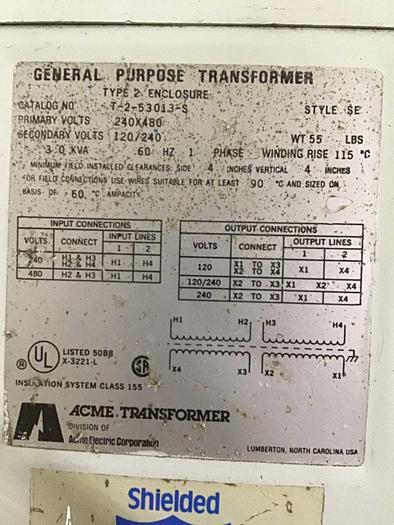 GENERAL PURPOSE TRANSFORMER
TYPE 2 ENCLOSURE
CATALOG NO T-2-53013-S STYLE SE
PRIMARY VOLTS 240X480
SECONDARY VOLTS 120/240 WT 55 LBS
3.0 KVA 60 HZ 1 PHASE WINDING RISE 115 °C
MINIMUM FIELD INSTALLED CLEARANCES: SIDE 4 INCHES VERTICAL 4 INCHES
FOR FIELD CONNECTIONS USE WIRES SUITABLE FOR AT LEAST 90 °C AND SIZED ON
BASIS OF 60 °C AMPACITY
INPUT CONNECTIONS
VOLTS CONNECT INPUT LINES
1 2
240 H1 & H3 H1 H4
H2 & H4
480 H2 & H3 H1 H4
OUTPUT CONNECTIONS
VOLTS CONNECT OUTPUT LINES
1 2
120 X1 TO X3 X1 X4
X2 TO X4
120/240 X2 TO X3 X1 X2 X4
240 X2 TO X3 X1 X4
H1 H2 H3 H4
X4 X3 X2 X1
UL
® LISTED 50B8
X-3221-L
SA
INSULATION SYSTEM CLASS 155
ACME TRANSFORMER
DIVISION OF
Acme Electric Corporation
LUMBERTON, NORTH CAROLINA USA
Shielded